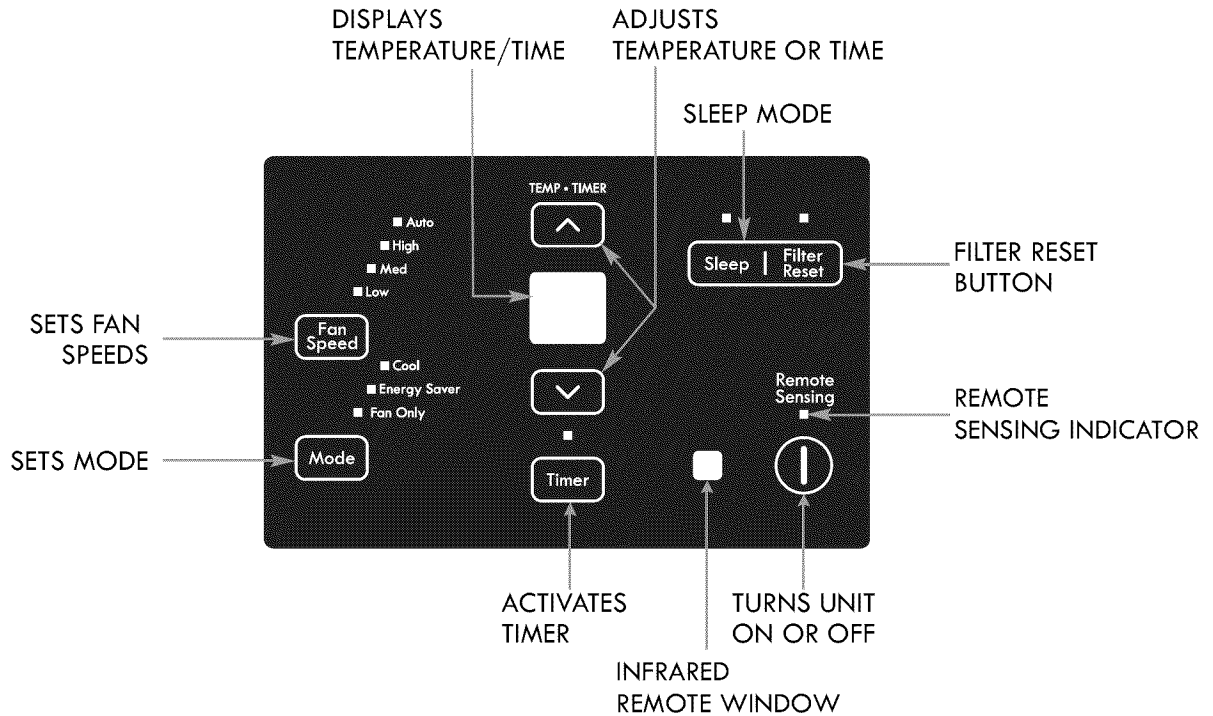 DISPLAYS
TEMPERATURE/TIME
ADJUSTS
TEMPERATURE OR TIME
SLEEP MODE
TEMP • TIMER
Auto
High
Med
Low
Sleep
Filter
Reset
FILTER RESET
BUTTON
SETS FAN
SPEEDS
Fan
Speed
Cool
Energy Saver
Fan Only
Remote
Sensing
REMOTE
SENSING INDICATOR
SETS MODE
Mode
Timer
ACTIVATES
TIMER
TURNS UNIT
ON OR OFF
INFRARED
REMOTE WINDOW